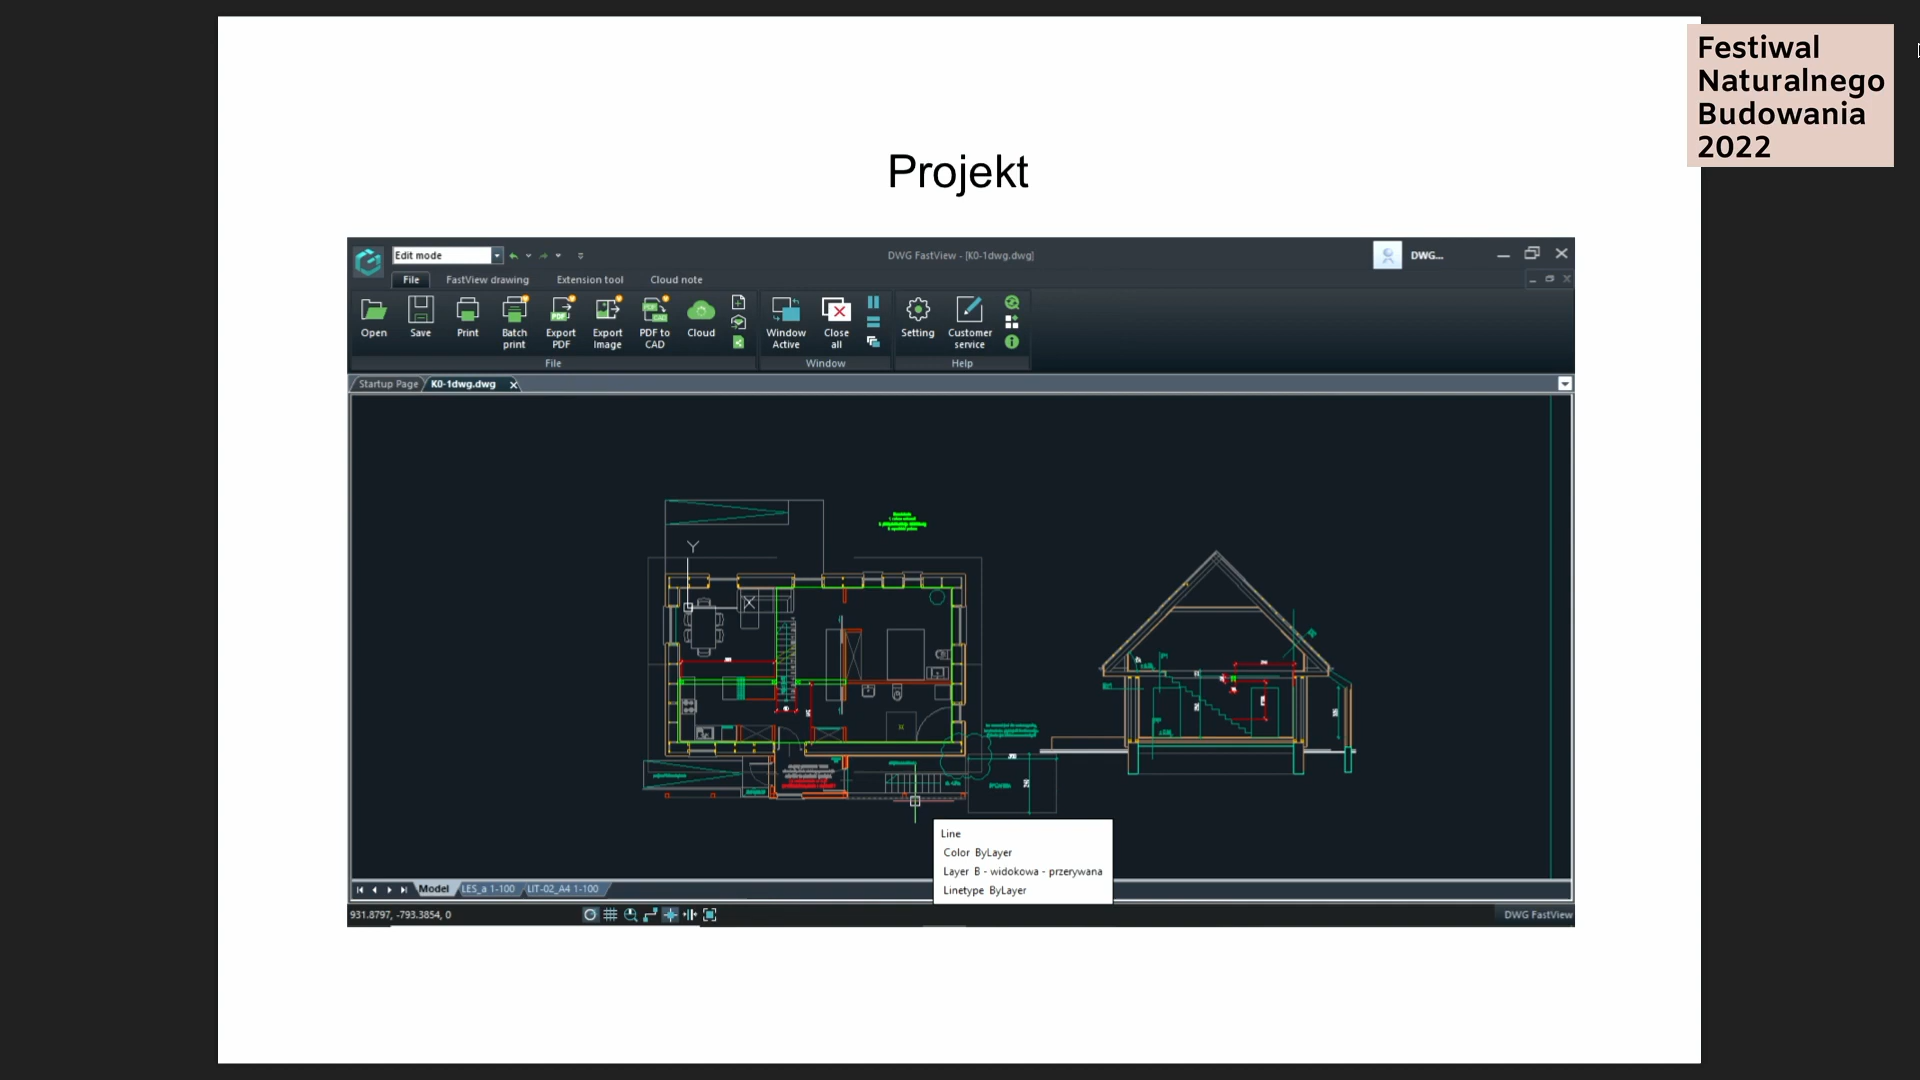 Festiwal
Naturalnego
Budowania
2022
Projekt
Edit mode
DWG FastView - [K0-1dwg.dwg]
DWG...
File
FastView drawing
Extension tool
Cloud note
Open
Save
Print
Batch
print
Export
PDF
Export
Image
PDF to
CAD
Cloud
Window
Active
Close
all
Setting
Customer
service
File
Window
Help
Startup Page
K0-1dwg.dwg
Y
X
Line
Color ByLayer
Layer B - widokowa - przerywana
Linetype ByLayer
Model
LES_a 1-100
LIT-02_A4 1-100
931.8797, -793.3854, 0
DWG FastView